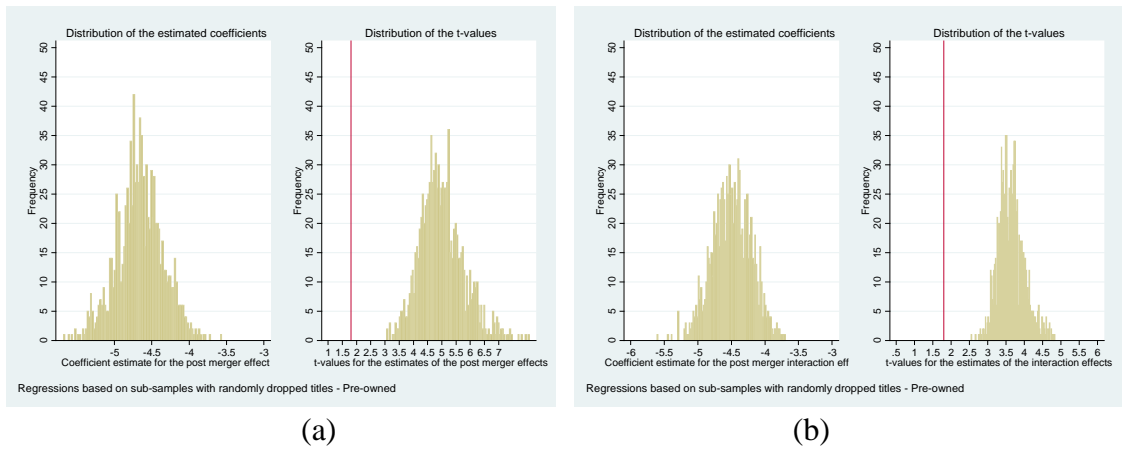 Distribution of the estimated coefficients
Frequency
0
5
10
15
20
25
30
35
40
45
50
-5
-4.5
-4
-3.5
-3
Coefficient estimate for the post merger effect
Distribution of the t-values
Frequency
0
5
10
15
20
25
30
35
40
45
50
1 1.5 2 2.5 3 3.5 4 4.5 5 5.5 6 6.5 7
t-values for the estimates of the post merger effects
Regressions based on sub-samples with randomly dropped titles - Pre-owned
(a)
Distribution of the estimated coefficients
Frequency
0
5
10
15
20
25
30
35
40
45
50
-6 -5.5 -5 -4.5 -4 -3.5 -3
Coefficient estimate for the post merger interaction eff
Distribution of the t-values
Frequency
0
5
10
15
20
25
30
35
40
45
50
.5 1 1.5 2 2.5 3 3.5 4 4.5 5 5.5 6
t-values for the estimates of the interaction effects
Regressions based on sub-samples with randomly dropped titles - Pre-owned
(b)